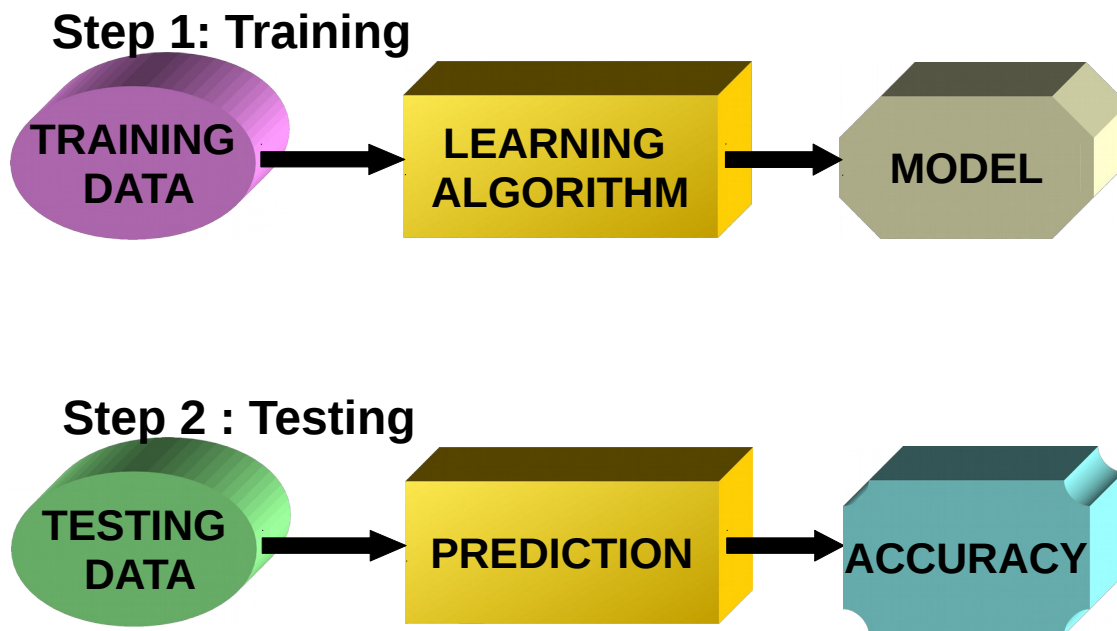 Step 1: Training
TRAINING
DATA
LEARNING
ALGORITHM
MODEL
Step 2 : Testing
TESTING
DATA
PREDICTION
ACCURACY